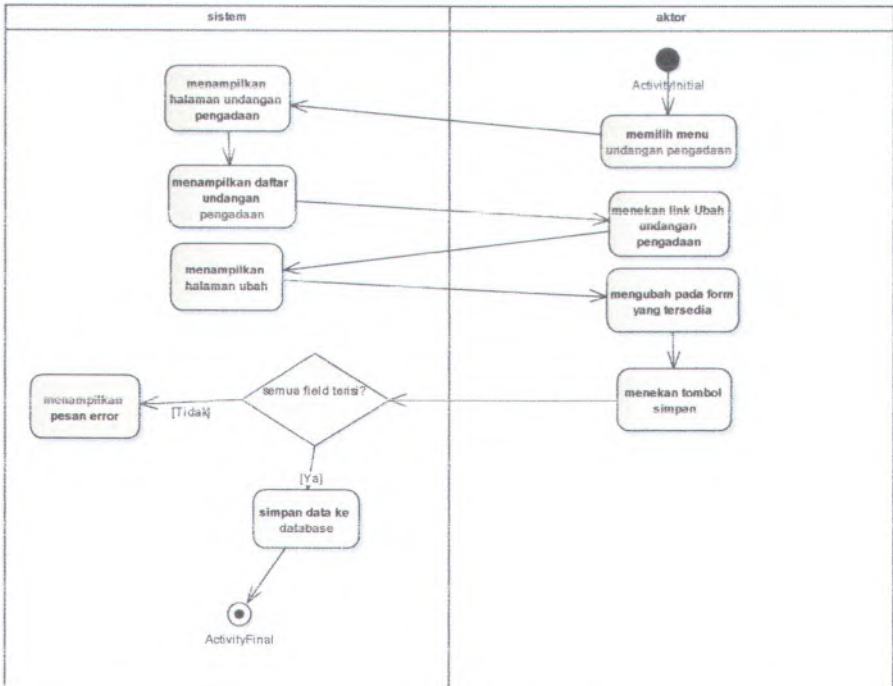 sistem
aktor
ActivityInitial
menampilkan
halaman undangan
pengadaan
memilih menu
undangan pengadaan
menampilkan daftar
undangan
pengadaan
menekan link Ubah
undangan
pengadaan
menampilkan
halaman ubah
mengubah pada form
yang tersedia
semua field terisi?
menekan tombol
simpan
menampilkan
pesan error
[Tidak]
[Ya]
simpan data ke
database
ActivityFinal